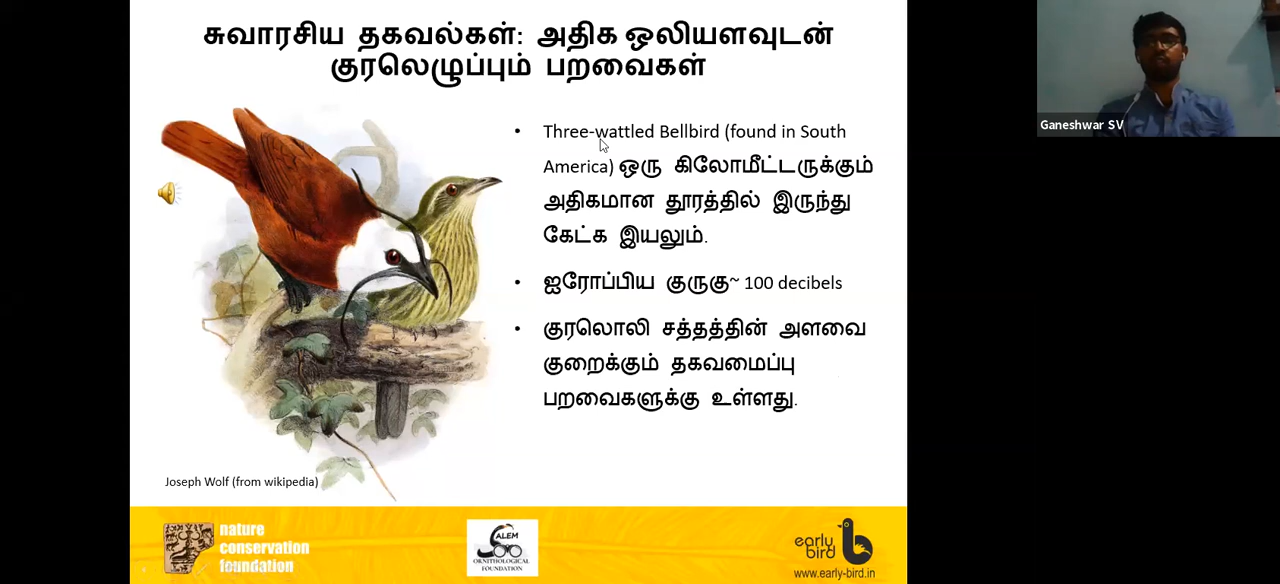 சுவாரசிய தகவல்கள்: அதிக ஒலியளவுடன்
குரலெழுப்பும் பறவைகள்
Three-wattled Bellbird (found in South
America) ஒரு கிலோமீட்டருக்கும்
அதிகமான தூரத்தில் இருந்து
கேட்க இயலும்.
ஐரோப்பிய குருகு~ 100 decibels
குரலொலி சத்தத்தின் அளவை
குறைக்கும் தகவமைப்பு
பறவைகளுக்கு உள்ளது.
Joseph Wolf (from wikipedia)
nature
conservation
foundation
SALEM
ORNITHOLOGICAL
FOUNDATION
early
bird
www.early-bird.in
Ganeshwar SV